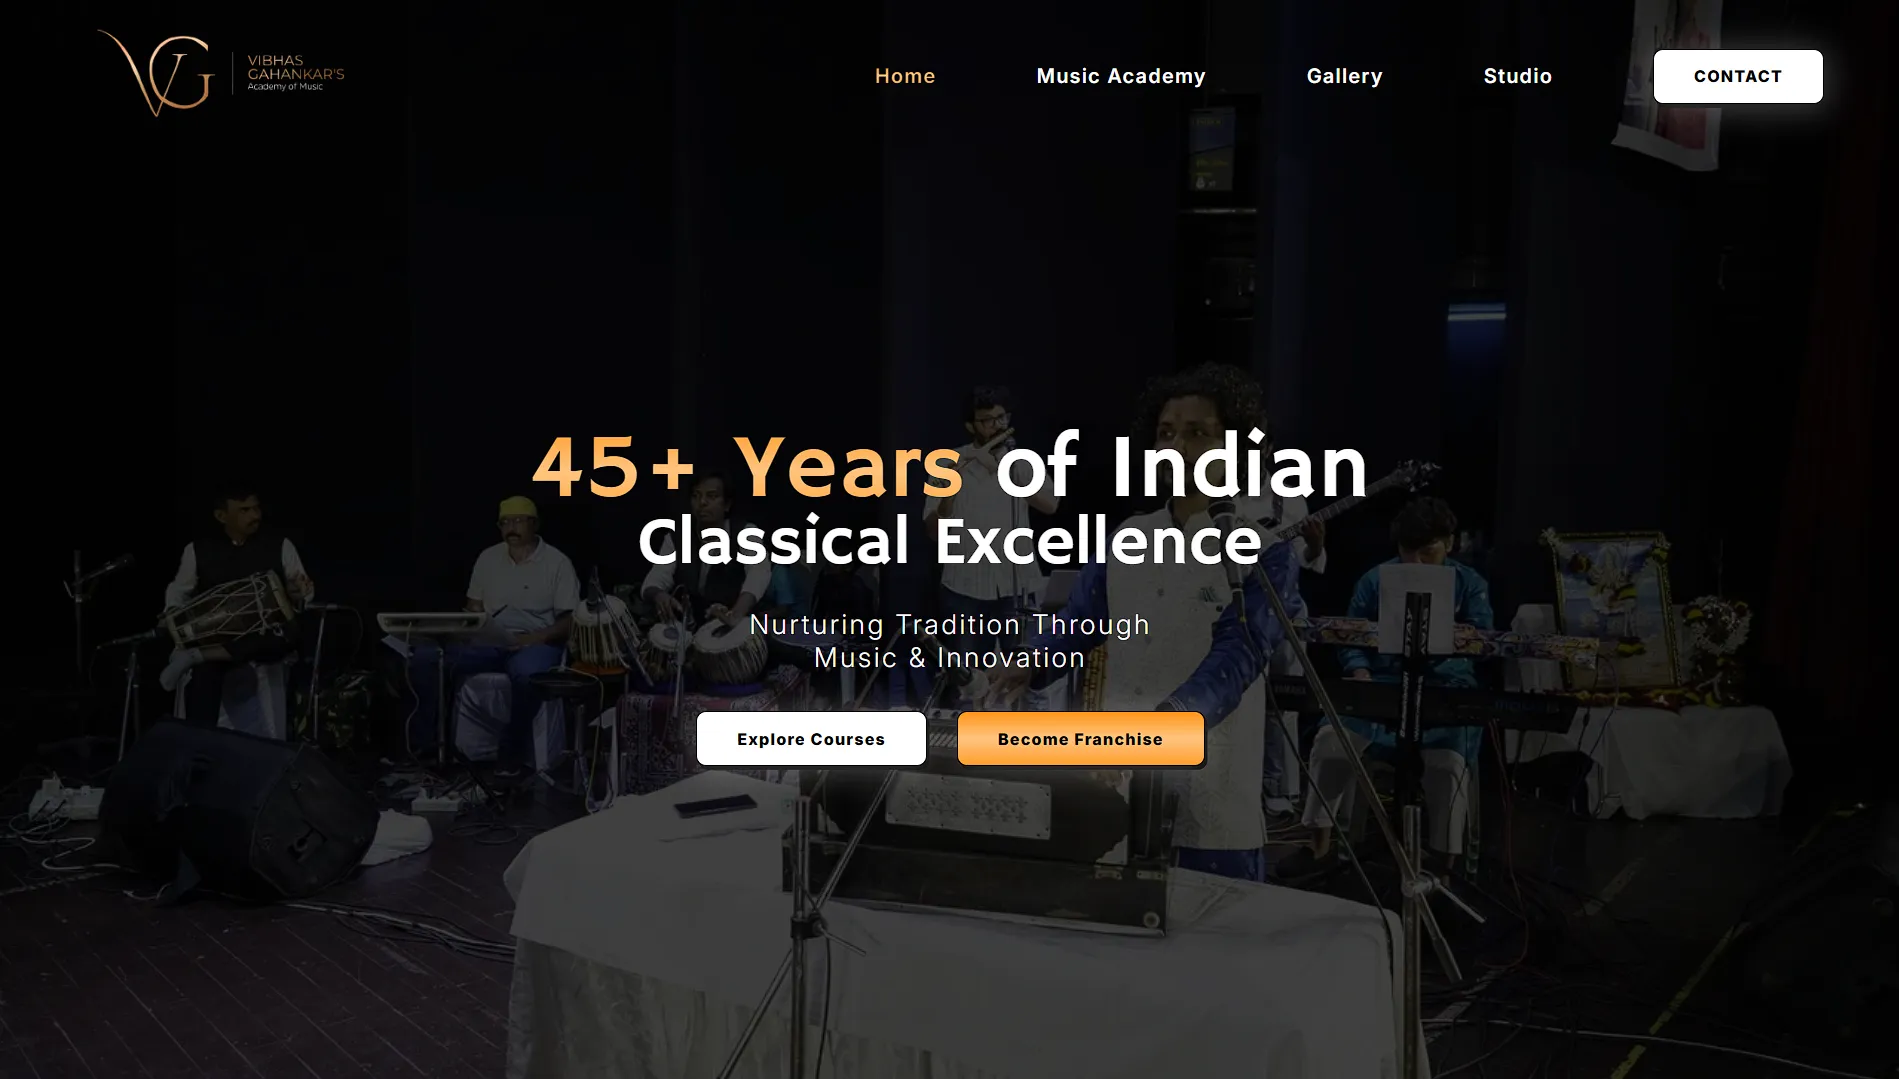 VIBHAS
GAHANKAR'S
Academy of Music
Home
Music Academy
Gallery
Studio
CONTACT
45+ Years of Indian
Classical Excellence
Nurturing Tradition Through
Music & Innovation
Explore Courses
Become Franchise